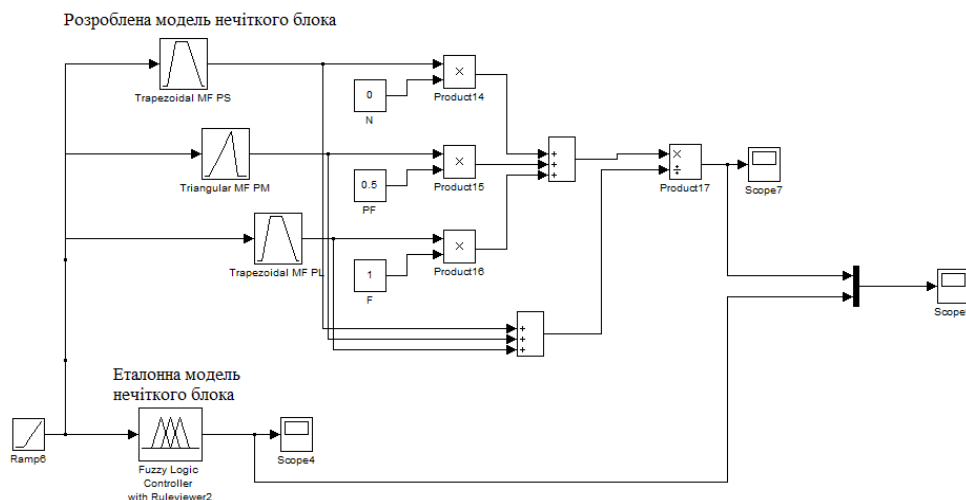 Розроблена модель нечіткого блока
Trapezoidal MF PS
×
Product14
0
N
Triangular MF PM
×
Product15
0.5
PF
+
+
+
×
÷
Product17
Scope7
Trapezoidal MF PL
×
Product16
1
F
+
+
+
Scope
Еталонна модель
нечіткого блока
Ramp6
Fuzzy Logic
Controller
with Ruleviewer2
Scope4